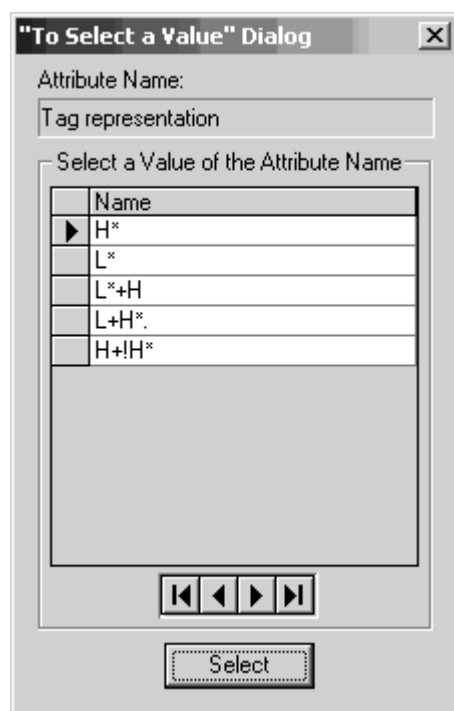 "To Select a Value" Dialog
Attribute Name:
Tag representation
Select a Value of the Attribute Name
Name
H*
L*
L*+H
L+H*.
H+!H*
Select